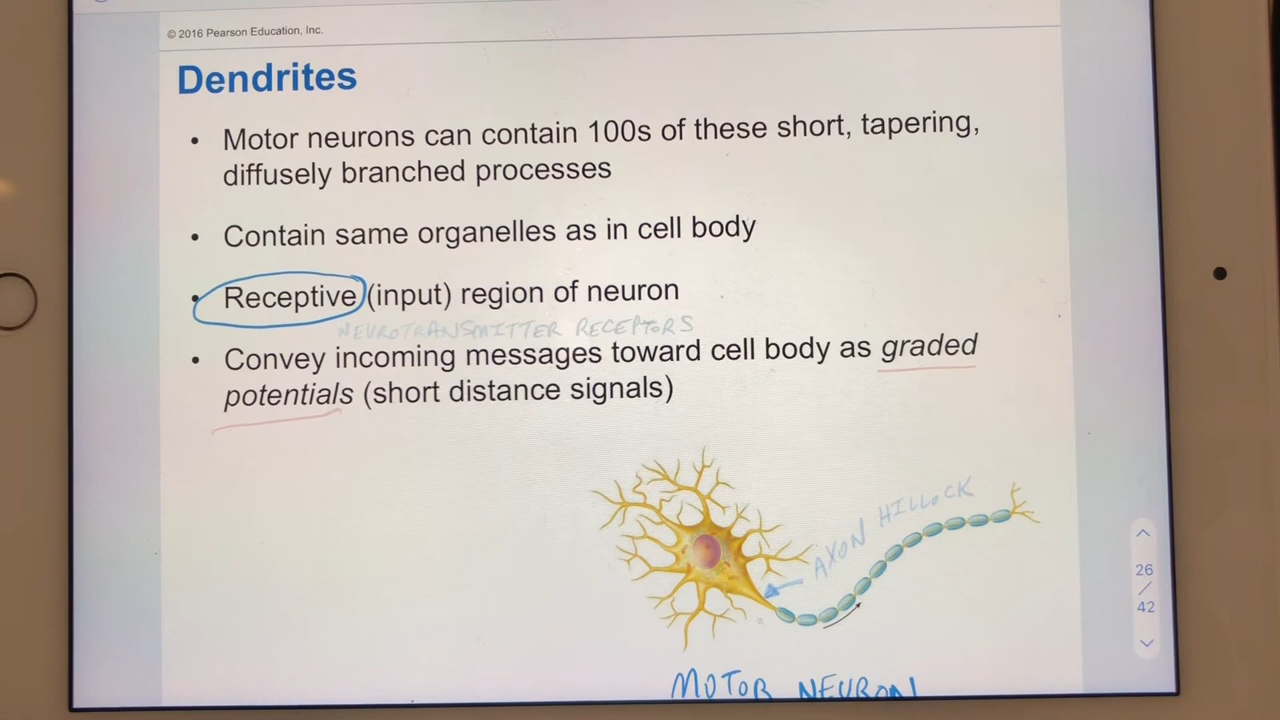 © 2016 Pearson Education, Inc.
Dendrites
• Motor neurons can contain 100s of these short, tapering,
diffusely branched processes
• Contain same organelles as in cell body
• Receptive (input) region of neuron
NEUROTRANSMITTER RECEPTORS
• Convey incoming messages toward cell body as graded
potentials (short distance signals)
AXON HILLOCK
26
/
42
MOTOR NEURON